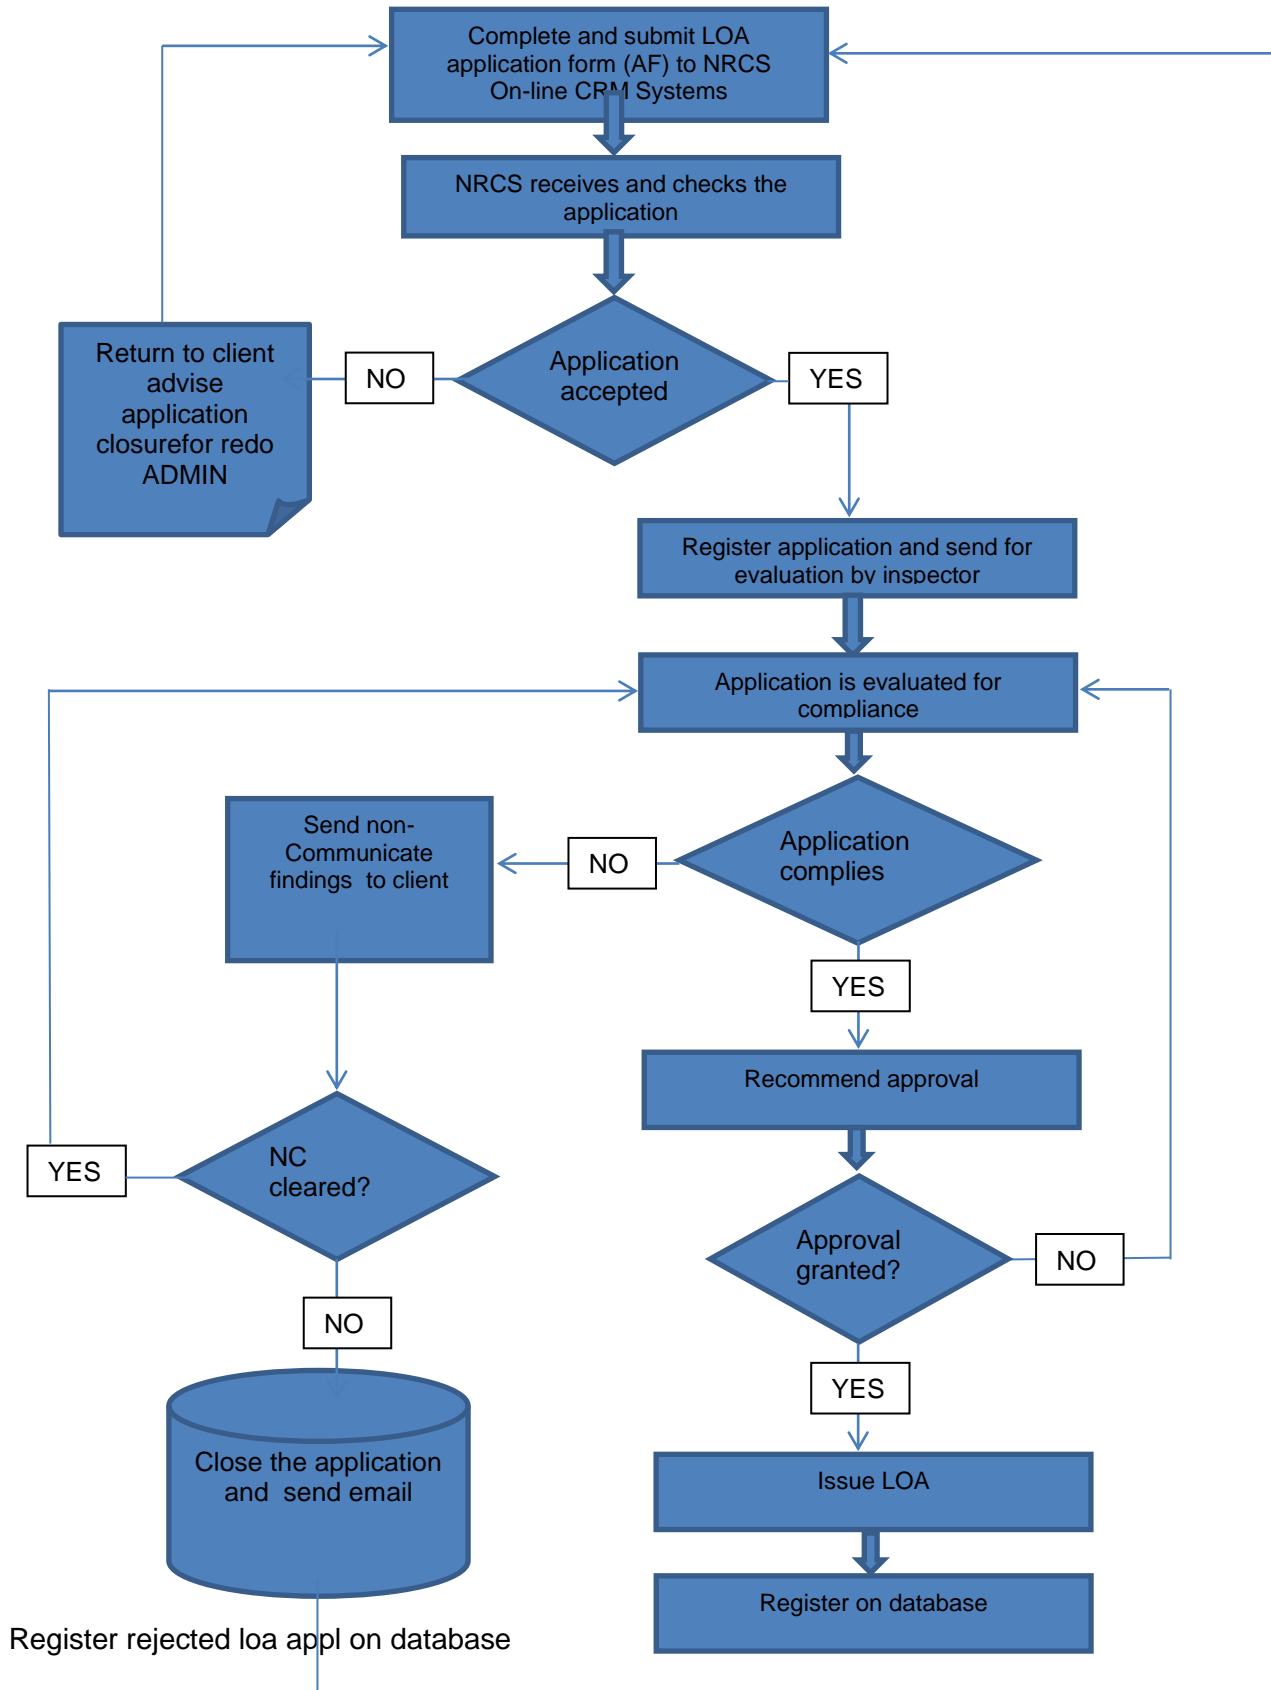 Complete and submit LOA
application form (AF) to NRCS
On-line CRM Systems
NRCS receives and checks the
application
Application
accepted
NO
YES
Return to client
advise
application
closurefor redo
ADMIN
Register application and send for
evaluation by inspector
Application is evaluated for
compliance
Send non-
Communicate
findings  to client
NO
Application
complies
YES
Recommend approval
YES
NC
cleared?
Approval
granted?
NO
NO
YES
Close the application
and  send email
Issue LOA
Register on database
Register rejected loa appl on database